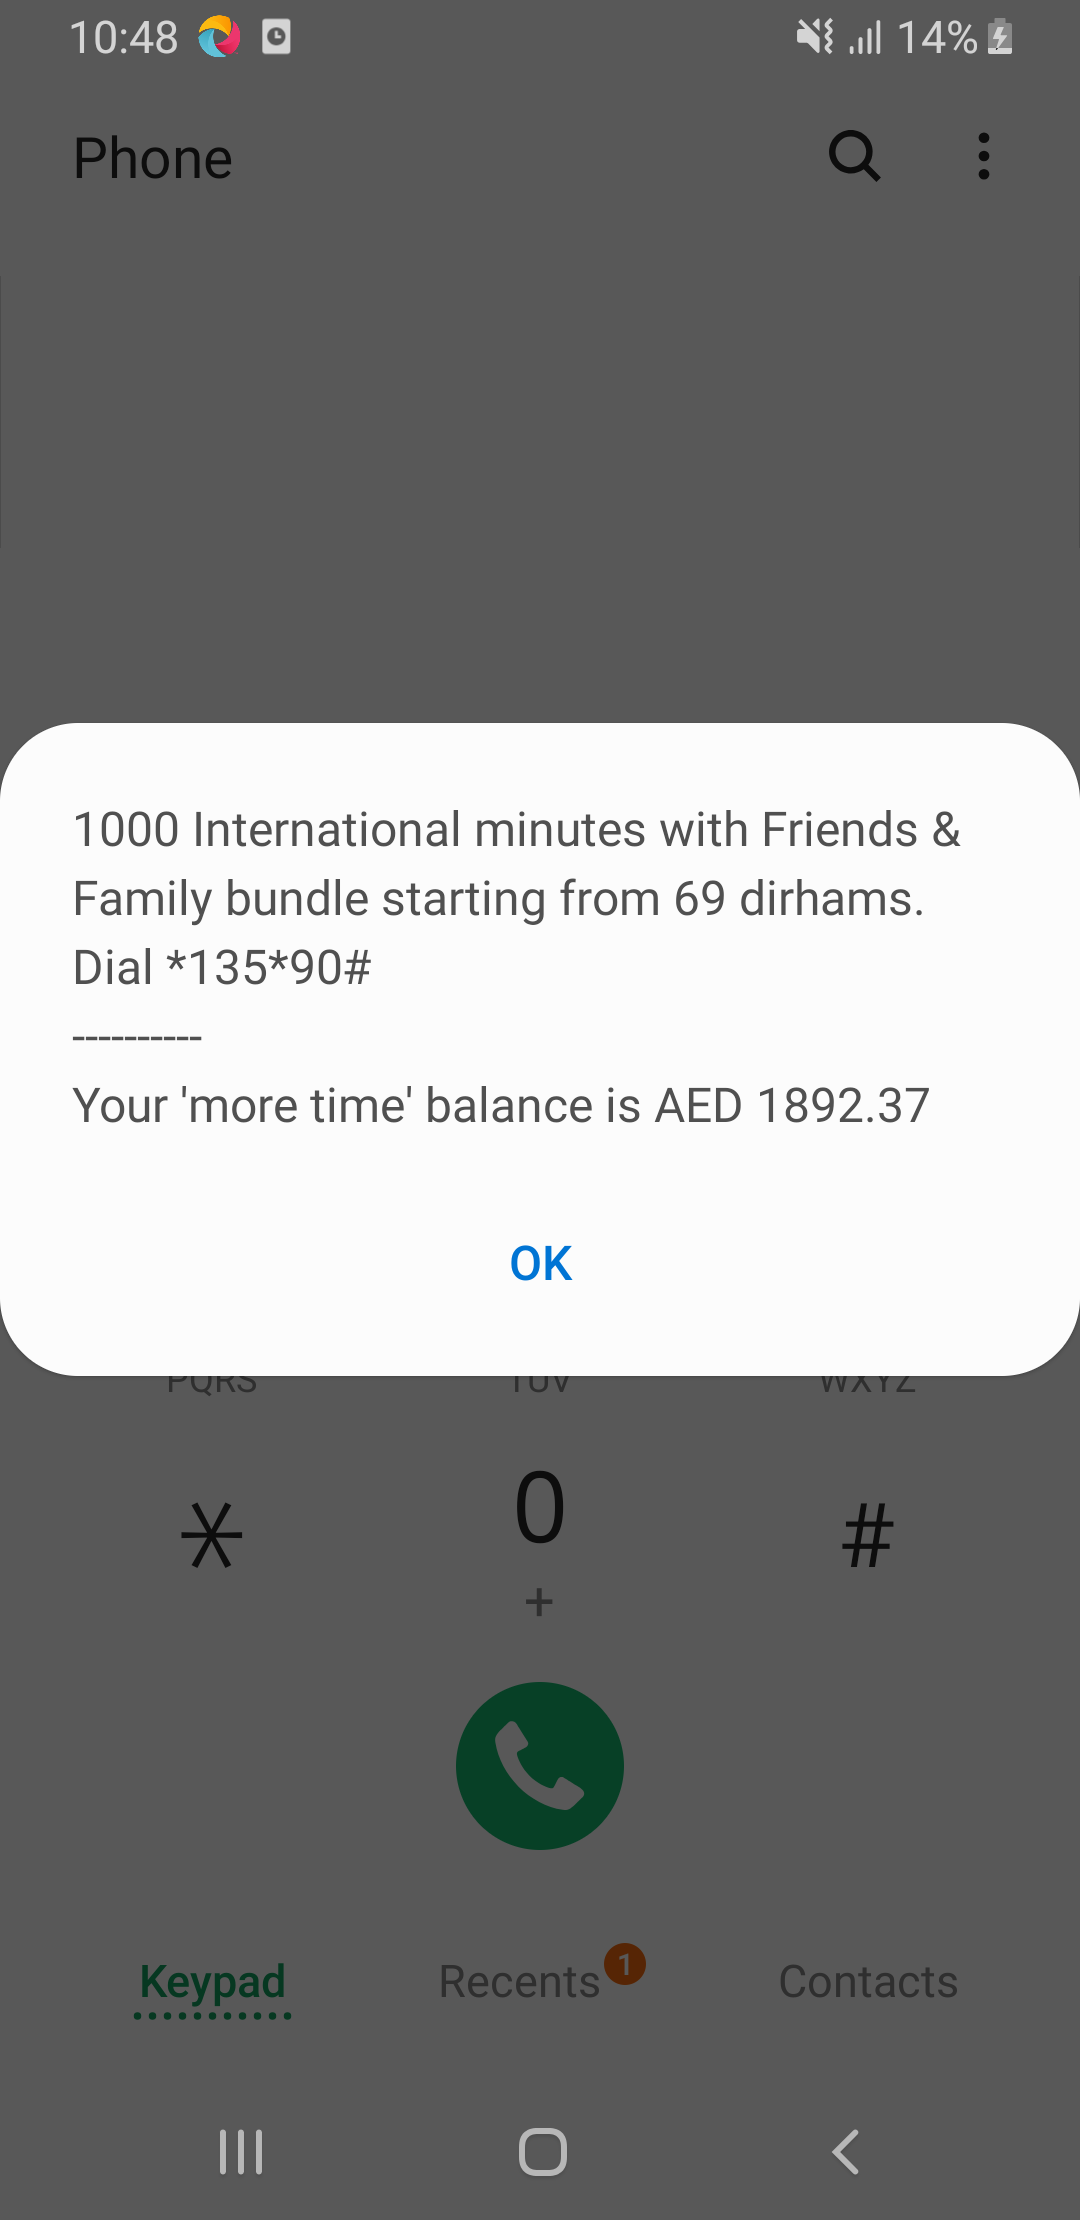 10:48 14%
Phone
1000 International minutes with Friends &
Family bundle starting from 69 dirhams.
Dial *135*90#
----------
Your 'more time' balance is AED 1892.37
OK
PQRS TUV WXYZ
* 0 #
+
Keypad Recents 1 Contacts